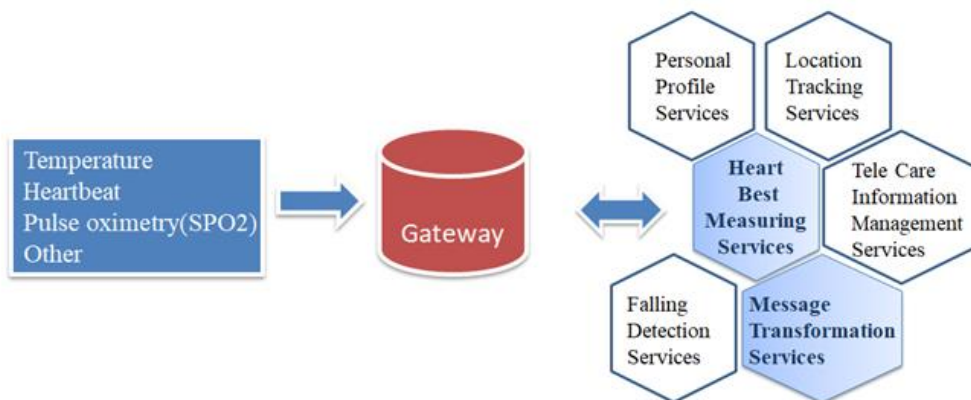 Temperature
Heartbeat
Pulse oximetry(SPO2)
Other
Gateway
Personal
Profile
Services
Location
Tracking
Services
Heart
Best
Measuring
Services
Tele Care
Information
Management
Services
Falling
Detection
Services
Message
Transformation
Services